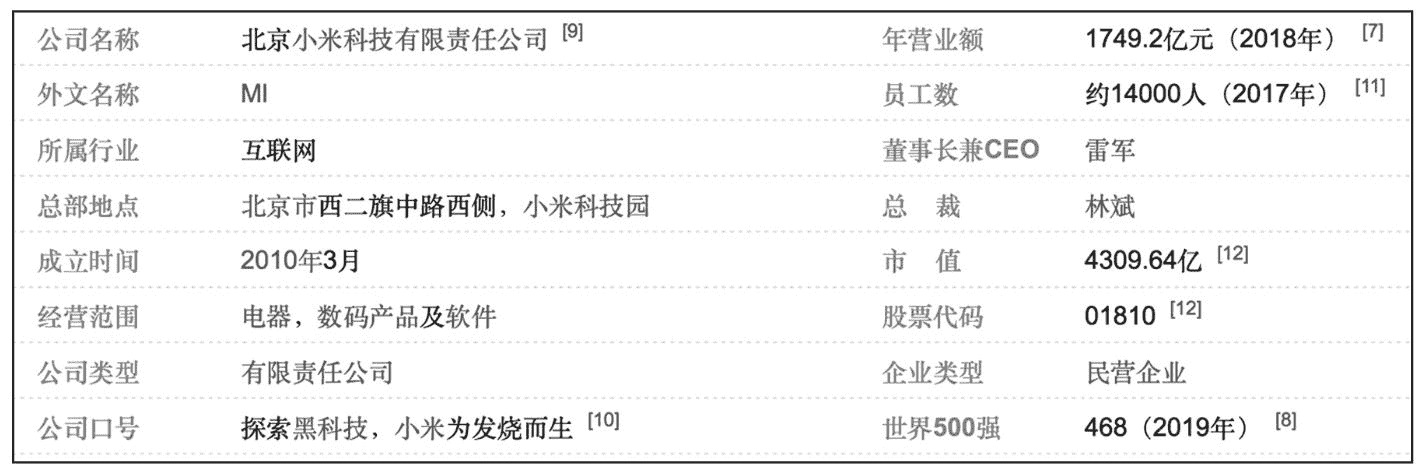 公司名称 北京小米科技有限责任公司 [9] 年营业额 1749.2亿元（2018年） [7]
外文名称 MI 员工数 约14000人（2017年） [11]
所属行业 互联网 董事长兼CEO 雷军
总部地点 北京市西二旗中路西侧，小米科技园 总 裁 林斌
成立时间 2010年3月 市 值 4309.64亿 [12]
经营范围 电器，数码产品及软件 股票代码 01810 [12]
公司类型 有限责任公司 企业类型 民营企业
公司口号 探索黑科技，小米为发烧而生 [10] 世界500强 468（2019年） [8]